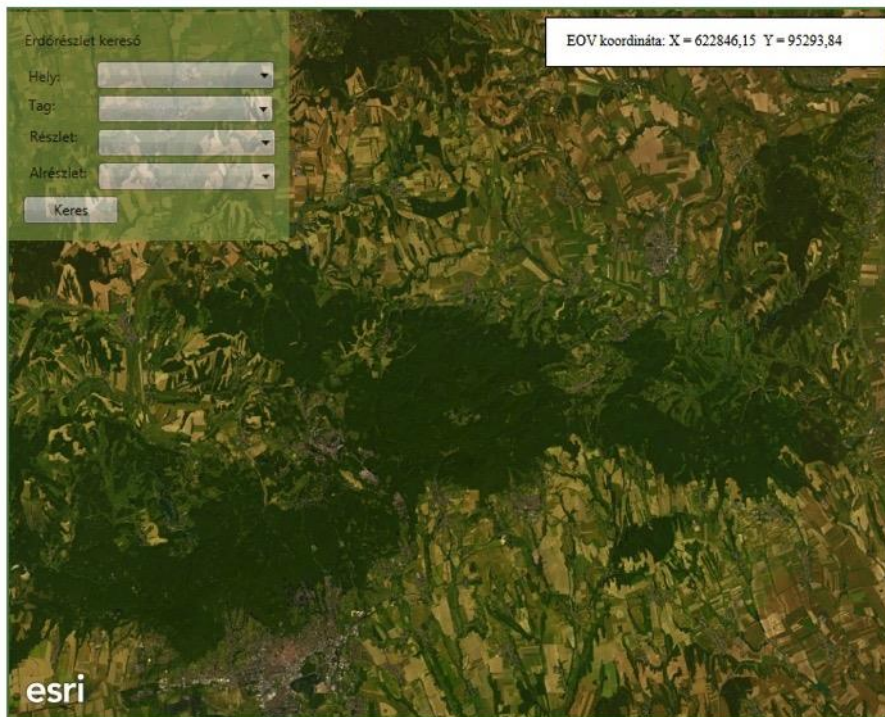 Erdőrészlet kereső
EOV koordináta: X = 622846,15 Y = 95293,84
Hely:
Tag:
Részlet:
Alrészlet:
Keres
esri